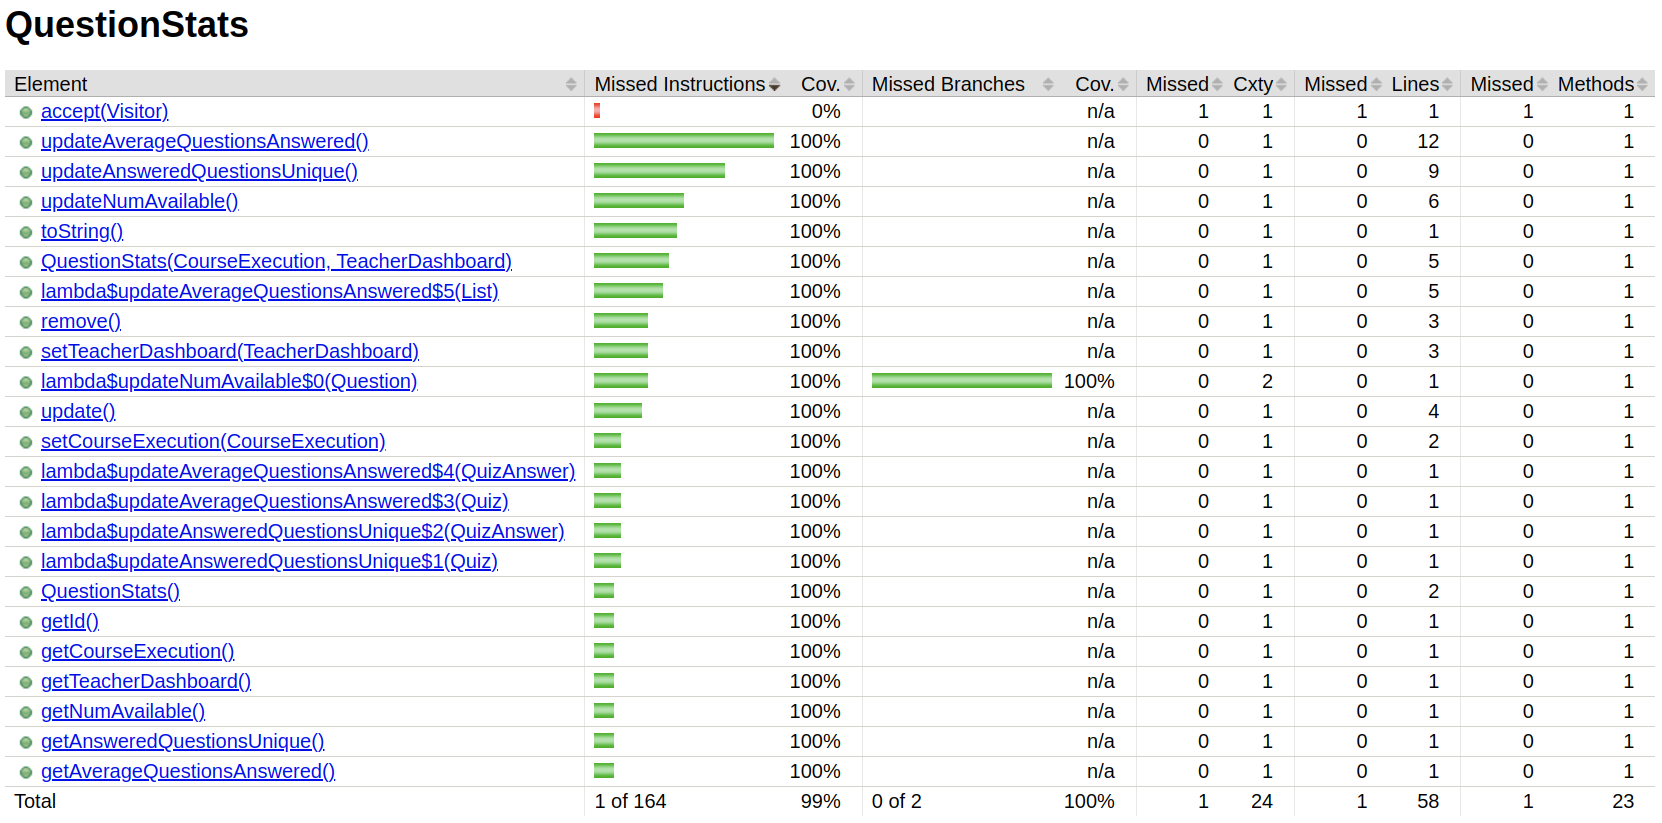 QuestionStats
Element Missed Instructions Cov. Missed Branches Cov. Missed Cxty Missed Lines Missed Methods
accept(Visitor) 0% n/a 1 1 1 1 1 1
updateAverageQuestionsAnswered() 100% n/a 0 1 0 12 0 1
updateAnsweredQuestionsUnique() 100% n/a 0 1 0 9 0 1
updateNumAvailable() 100% n/a 0 1 0 6 0 1
toString() 100% n/a 0 1 0 1 0 1
QuestionStats(CourseExecution, TeacherDashboard) 100% n/a 0 1 0 5 0 1
lambda$updateAverageQuestionsAnswered$5(List) 100% n/a 0 1 0 5 0 1
remove() 100% n/a 0 1 0 3 0 1
setTeacherDashboard(TeacherDashboard) 100% n/a 0 1 0 3 0 1
lambda$updateNumAvailable$0(Question) 100% 100% 0 2 0 1 0 1
update() 100% n/a 0 1 0 4 0 1
setCourseExecution(CourseExecution) 100% n/a 0 1 0 2 0 1
lambda$updateAverageQuestionsAnswered$4(QuizAnswer) 100% n/a 0 1 0 1 0 1
lambda$updateAverageQuestionsAnswered$3(Quiz) 100% n/a 0 1 0 1 0 1
lambda$updateAnsweredQuestionsUnique$2(QuizAnswer) 100% n/a 0 1 0 1 0 1
lambda$updateAnsweredQuestionsUnique$1(Quiz) 100% n/a 0 1 0 1 0 1
QuestionStats() 100% n/a 0 1 0 2 0 1
getId() 100% n/a 0 1 0 1 0 1
getCourseExecution() 100% n/a 0 1 0 1 0 1
getTeacherDashboard() 100% n/a 0 1 0 1 0 1
getNumAvailable() 100% n/a 0 1 0 1 0 1
getAnsweredQuestionsUnique() 100% n/a 0 1 0 1 0 1
getAverageQuestionsAnswered() 100% n/a 0 1 0 1 0 1
Total 1 of 164 99% 0 of 2 100% 1 24 1 58 1 23